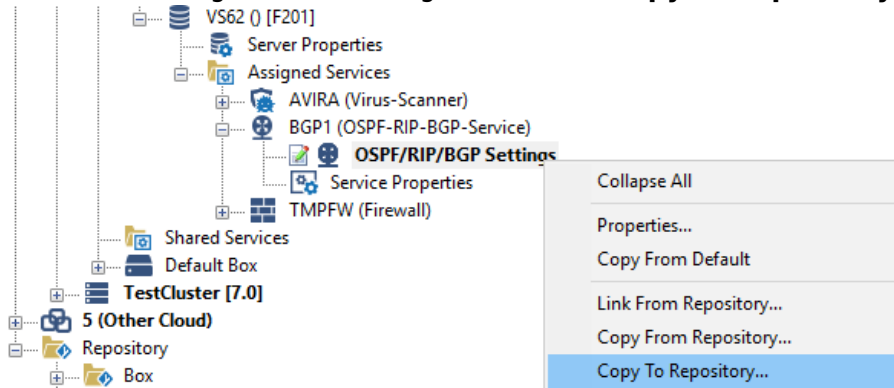 VS62 () [F201]
Server Properties
Assigned Services
AVIRA (Virus-Scanner)
BGP1 (OSPF-RIP-BGP-Service)
OSPF/RIP/BGP Settings
Service Properties
TMPFW (Firewall)
Shared Services
Default Box
TestCluster [7.0]
5 (Other Cloud)
Repository
Box
Collapse All
Properties...
Copy From Default
Link From Repository...
Copy From Repository...
Copy To Repository...